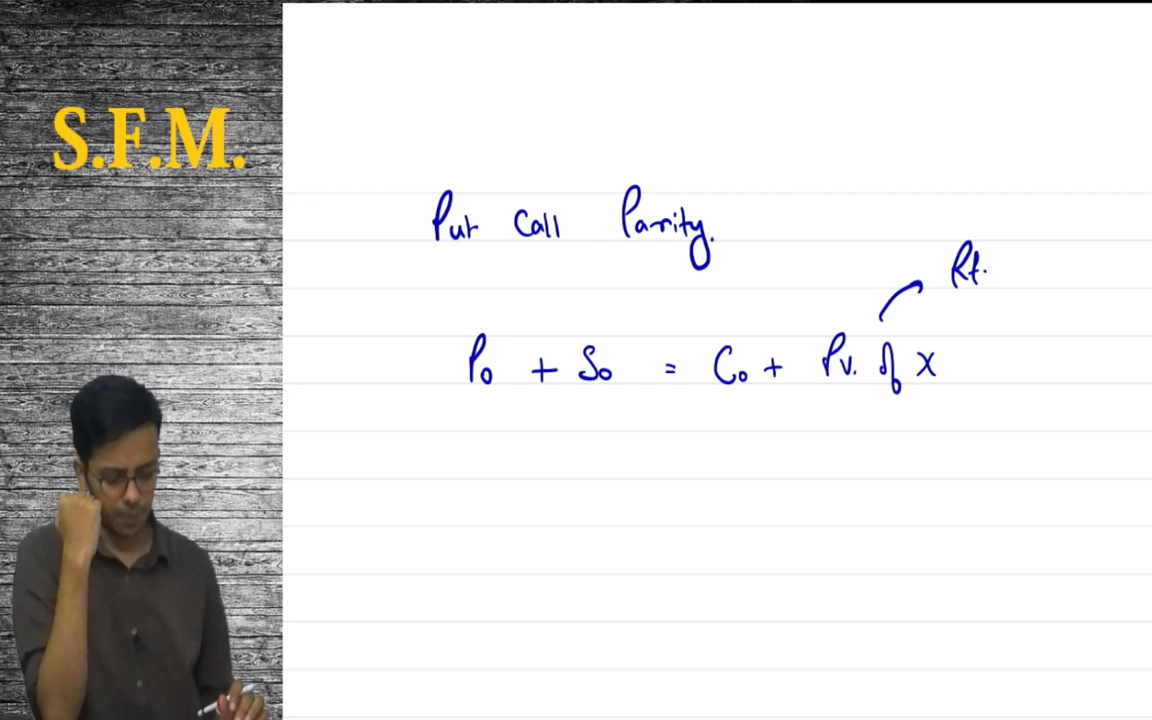 S.F.M.
Put Call Parity.
Rf.
P0 + S0 = C0 + Pv. of x